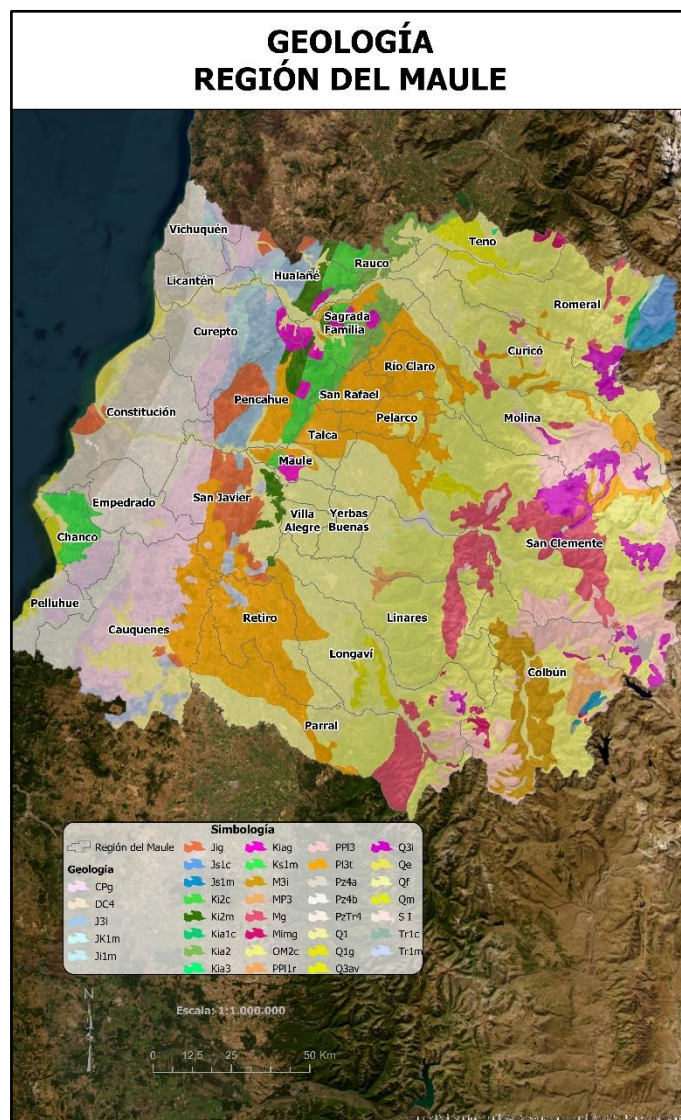 GEOLOGÍA
REGIÓN DEL MAULE
Vichuquén
Teno
Hualañé
Rauco
Licantén
Romeral
Sagrada
Familia
Curepto
Curicó
Río Claro
Pencahue
San Rafael
Constitución
Molina
Pelarco
Talca
Maule
Empedrado
San Javier
Villa
Alegre
Yerbas
Buenas
Chanco
San Clemente
Pelluhue
Cauquenes
Retiro
Linares
Longaví
Colbún
Parral
Simbología
Región del Maule
Geología
CPg
DC4
J3i
JK1m
Ji1m
Jig
Js1c
Js1m
Ki2c
Ki2m
Kia1c
Kia2
Kia3
Kiag
Ks1m
M3i
MP3
Mg
Mimg
OM2c
PPl1r
PPl3
Pl3t
Pz4a
Pz4b
PzTr4
Q1
Q1g
Q3av
Q3i
Qe
Qf
Qm
S I
Tr1c
Tr1m
N
Escala: 1:1.000.000
0 12,5 25 50 Km